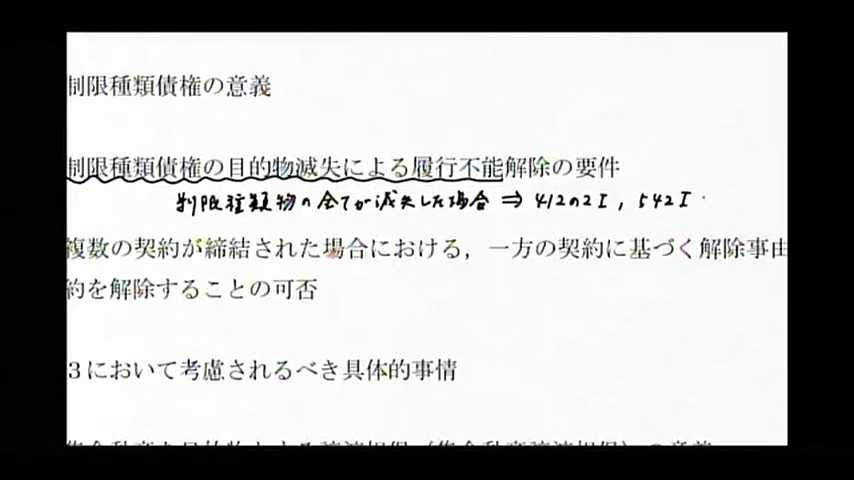 制限種類債権の意義
制限種類債権の目的物滅失による履行不能解除の要件
制限種類物の全てが滅失した場合 ⇒ 412の2Ⅰ, 542Ⅰ
複数の契約が締結された場合における，一方の契約に基づく解除事由
約を解除することの可否
3において考慮されるべき具体的事情